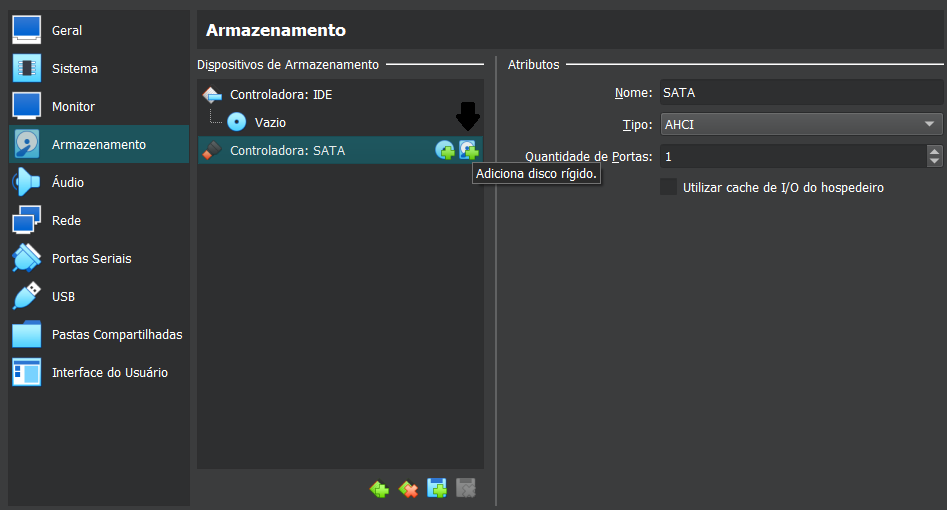 Geral
Sistema
Monitor
Armazenamento
Áudio
Rede
Portas Seriais
USB
Pastas Compartilhadas
Interface do Usuário
Armazenamento
Dispositivos de Armazenamento
Controladora: IDE
Vazio
Controladora: SATA
Adiciona disco rígido.
Atributos
Nome: SATA
Tipo: AHCI
Quantidade de Portas: 1
Utilizar cache de I/O do hospedeiro